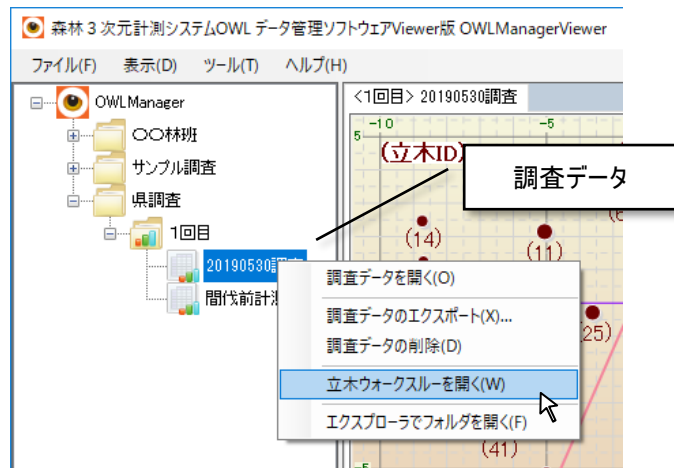 森林３次元計測システムOWL データ管理ソフトウェアViewer版 OWLManagerViewer
ファイル(F) 表示(D) ツール(T) ヘルプ(H)
OWLManager
〇〇林班
サンプル調査
県調査
1回目
20190530調査
間伐前計
<1回目> 20190530調査
-10 -5
5
(立木ID)
調査データ
(14)
(11)
(25)
調査データを開く(O)
調査データのエクスポート(X)...
調査データの削除(D)
立木ウォークスルーを開く(W)
エクスプローラでフォルダを開く(F)
(41)
-5